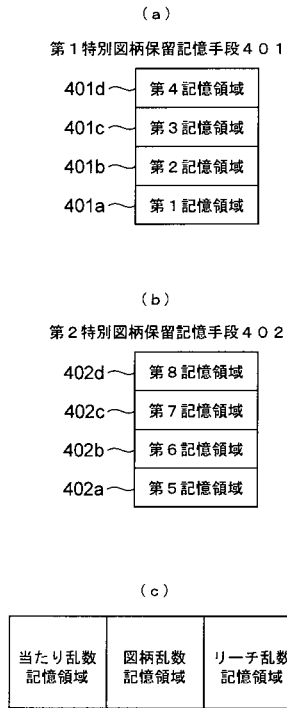 (a)
第1特別図柄保留記憶手段401
401d 第4記憶領域
401c 第3記憶領域
401b 第2記憶領域
401a 第1記憶領域
(b)
第2特別図柄保留記憶手段402
402d 第8記憶領域
402c 第7記憶領域
402b 第6記憶領域
402a 第5記憶領域
(c)
当たり乱数 図柄乱数 リーチ乱数
記憶領域 記憶領域 記憶領域